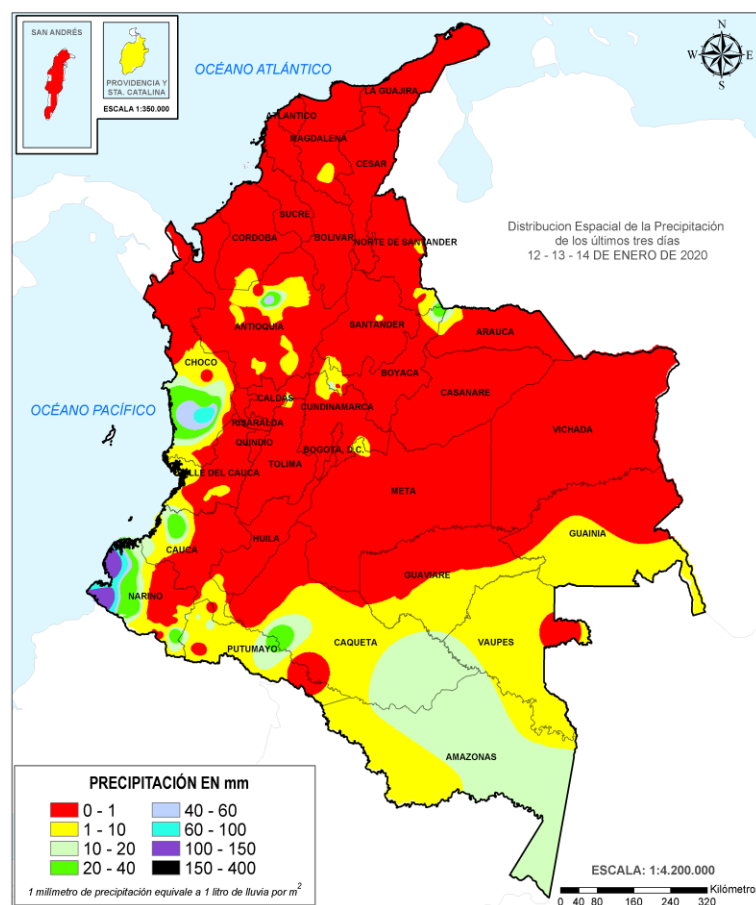 SAN ANDRÉS
PROVIDENCIA Y
STA. CATALINA
ESCALA 1:350.000
OCÉANO ATLÁNTICO
N
W
E
S
LA GUAJIRA
ATLANTICO
MAGDALENA
CESAR
SUCRE
CORDOBA
BOLIVAR
NORTE DE SANTANDER
Distribucion Espacial de la Precipitación
de los últimos tres días
12 - 13 - 14 DE ENERO DE 2020
ANTIOQUIA
SANTANDER
ARAUCA
CHOCO
BOYACA
CASANARE
OCÉANO PACÍFICO
CALDAS
CUNDINAMARCA
RISARALDA
VICHADA
QUINDIO
BOGOTA, D.C.
TOLIMA
VALLE DEL CAUCA
META
GUAINIA
CAUCA
HUILA
GUAVIARE
NARIÑO
PUTUMAYO
CAQUETA
VAUPES
AMAZONAS
PRECIPITACIÓN EN mm
0 - 1
40 - 60
1 - 10
60 - 100
10 - 20
100 - 150
20 - 40
150 - 400
1 milímetro de precipitación equivale a 1 litro de lluvia por m²
ESCALA: 1:4.200.000
Kilómetro
0 40 80 160 240 320